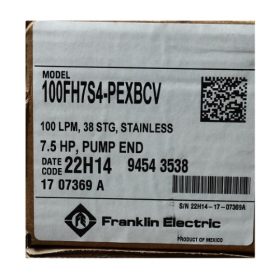 MODEL
100FH7S4-PEXBCV
100 LPM, 38 STG, STAINLESS
7.5 HP, PUMP END
DATE CODE 22H14 9454 3538
17 07369 A
S/N 22H14-17-07369A
Franklin Electric
PRODUCT OF MEXICO